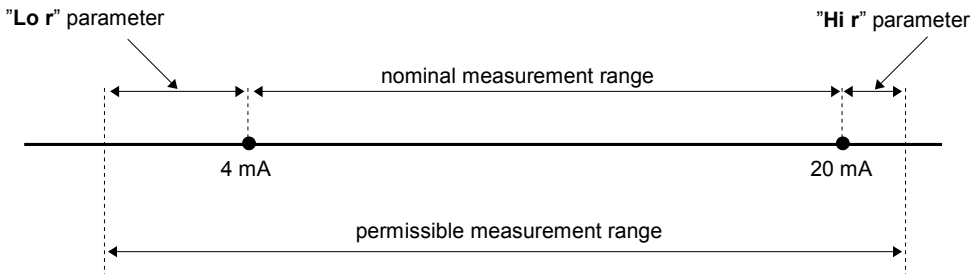 ”Lo r” parameter
”Hi r” parameter
nominal measurement range
4 mA
20 mA
permissible measurement range